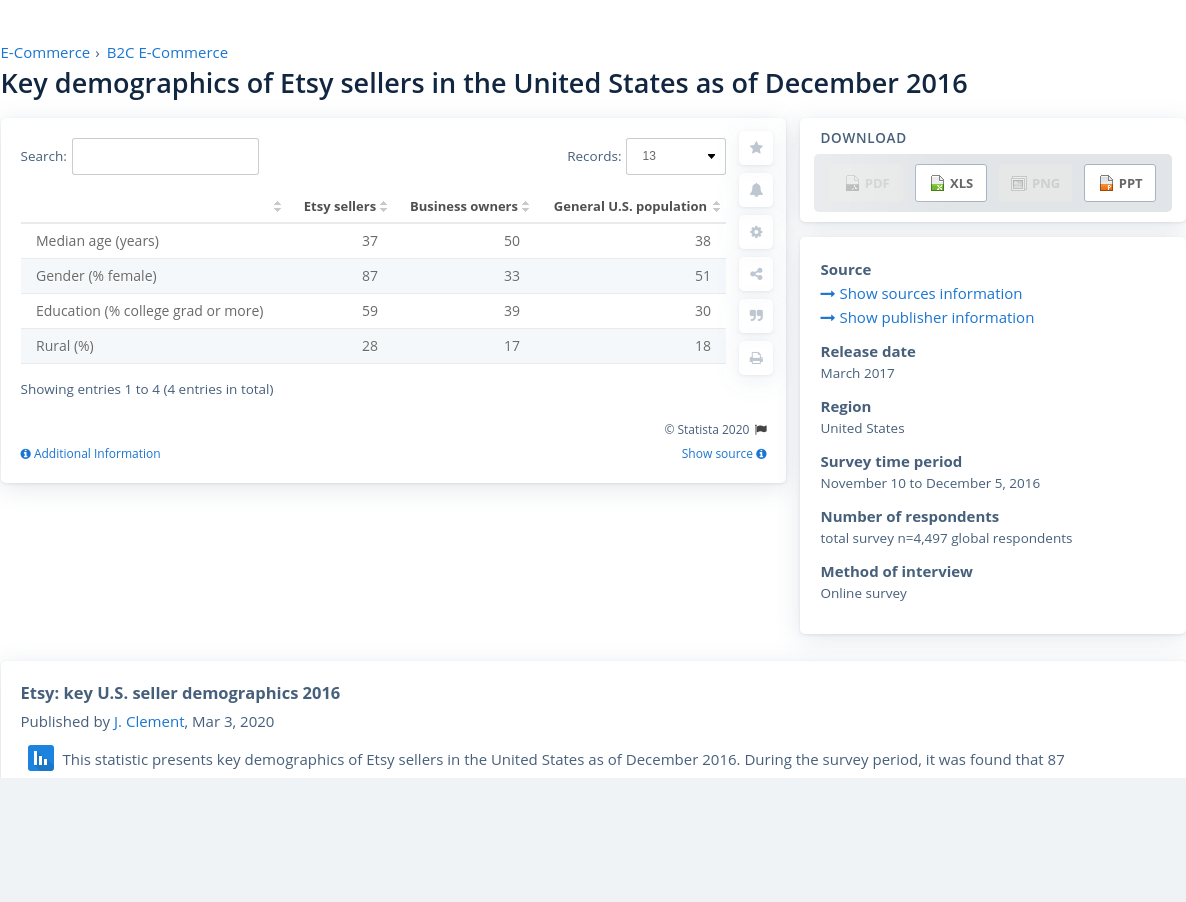 E-Commerce › B2C E-Commerce
Key demographics of Etsy sellers in the United States as of December 2016
Search:
Records: 13
Etsy sellers Business owners General U.S. population
Median age (years) 37 50 38
Gender (% female) 87 33 51
Education (% college grad or more) 59 39 30
Rural (%) 28 17 18
Showing entries 1 to 4 (4 entries in total)
© Statista 2020
Additional Information Show source
DOWNLOAD
PDF XLS PNG PPT
Source
Show sources information
Show publisher information
Release date
March 2017
Region
United States
Survey time period
November 10 to December 5, 2016
Number of respondents
total survey n=4,497 global respondents
Method of interview
Online survey
Etsy: key U.S. seller demographics 2016
Published by J. Clement, Mar 3, 2020
This statistic presents key demographics of Etsy sellers in the United States as of December 2016. During the survey period, it was found that 87